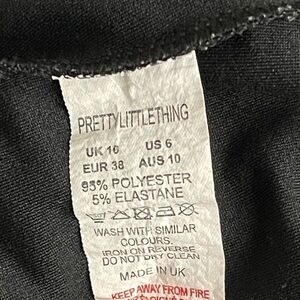 PRETTYLITTLETHING
UK 10 US 6
EUR 38 AUS 10
95% POLYESTER
5% ELASTANE
WASH WITH SIMILAR
COLOURS.
IRON ON REVERSE
DO NOT DRY CLEAN
MADE IN UK
KEEP AWAY FROM FIRE